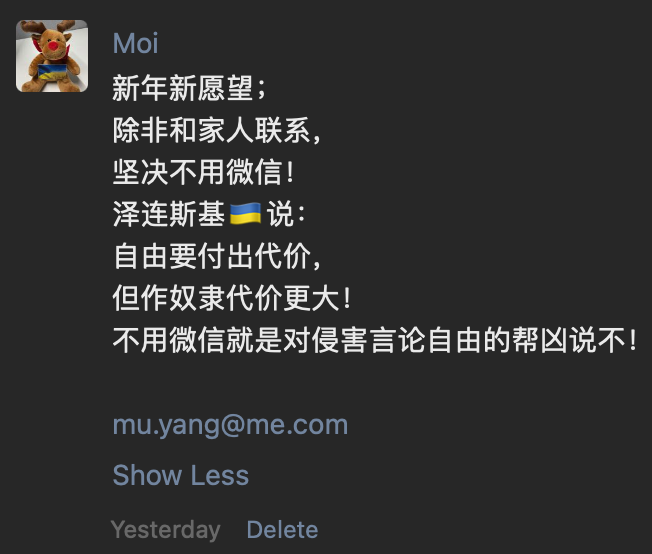 Moi
新年新愿望；
除非和家人联系，
坚决不用微信！
泽连斯基🇺🇦说：
自由要付出代价，
但作奴隶代价更大！
不用微信就是对侵害言论自由的帮凶说不！
mu.yang@me.com
Show Less
Yesterday Delete